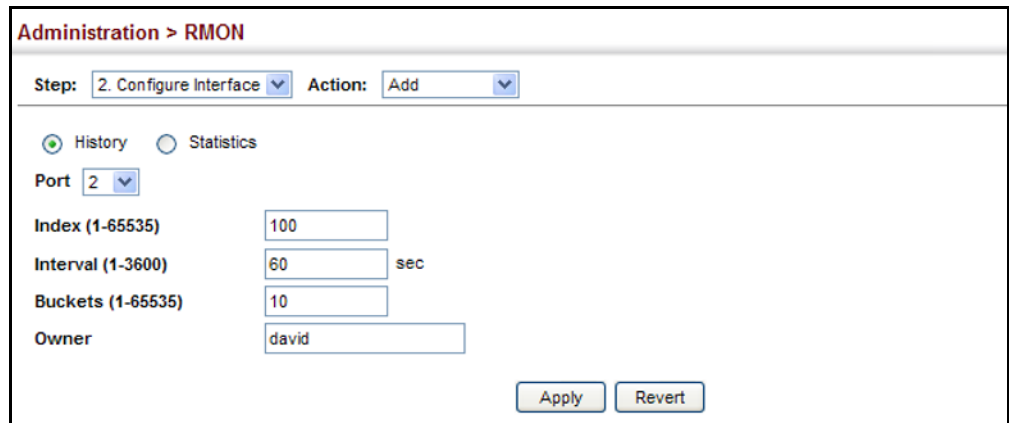 Administration > RMON
Step: 2. Configure Interface Action: Add
History Statistics
Port 2
Index (1-65535) 100
Interval (1-3600) 60 sec
Buckets (1-65535) 10
Owner david
Apply Revert